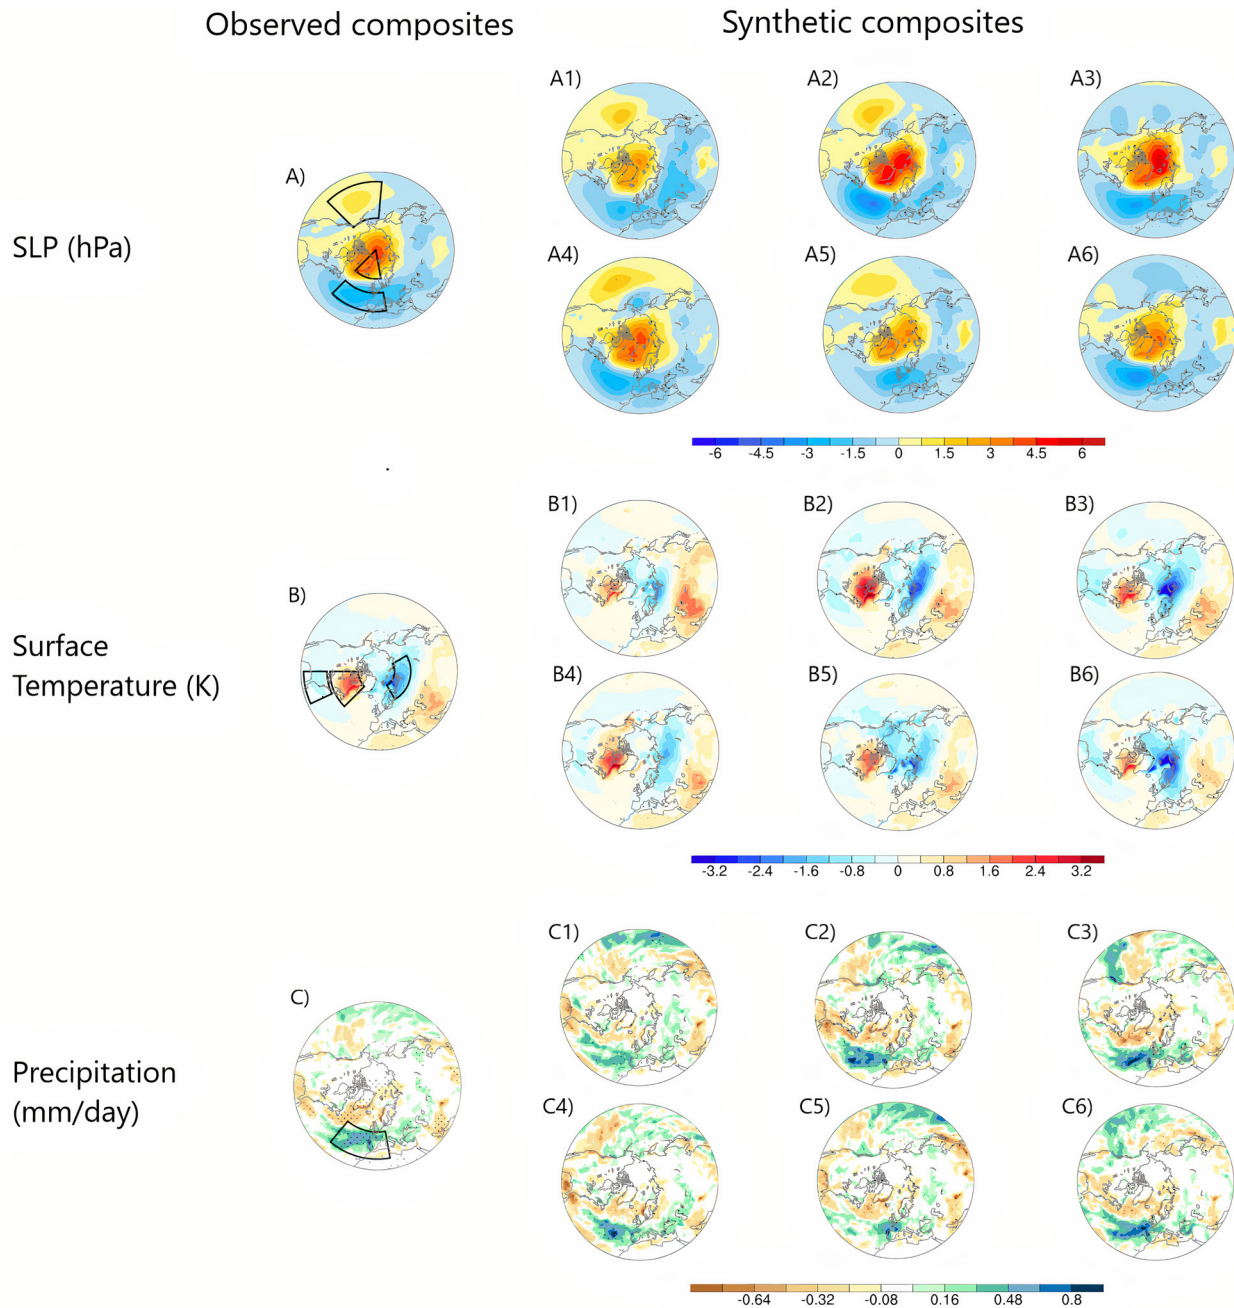 Observed composites
Synthetic composites
A1)
A2)
A3)
A)
SLP (hPa)
A4)
A5)
A6)
-6 -4.5 -3 -1.5 0 1.5 3 4.5 6
B1)
B2)
B3)
B)
Surface
Temperature (K)
B4)
B5)
B6)
-3.2 -2.4 -1.6 -0.8 0 0.8 1.6 2.4 3.2
C1)
C2)
C3)
C)
Precipitation
(mm/day)
C4)
C5)
C6)
-0.64 -0.32 -0.08 0.16 0.48 0.8